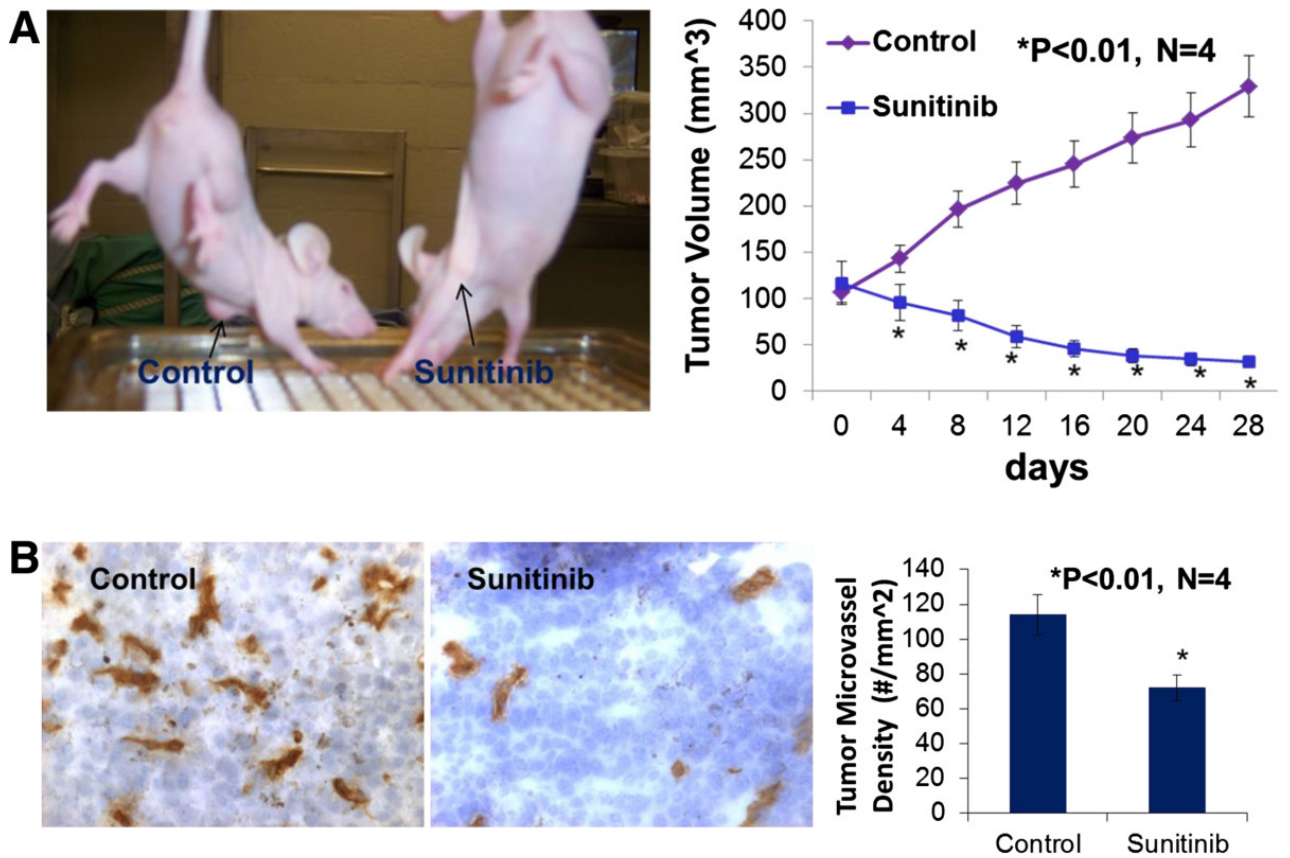 A
Control
Sunitinib
Tumor Volume (mm^3)
400
350
300
250
200
150
100
50
0
Control
Sunitinib
*P<0.01, N=4
*
*
*
*
*
*
*
0 4 8 12 16 20 24 28
days
B
Control
Sunitinib
Tumor Microvassel
Density (#/mm^2)
140
120
100
80
60
40
20
0
*P<0.01, N=4
*
Control Sunitinib